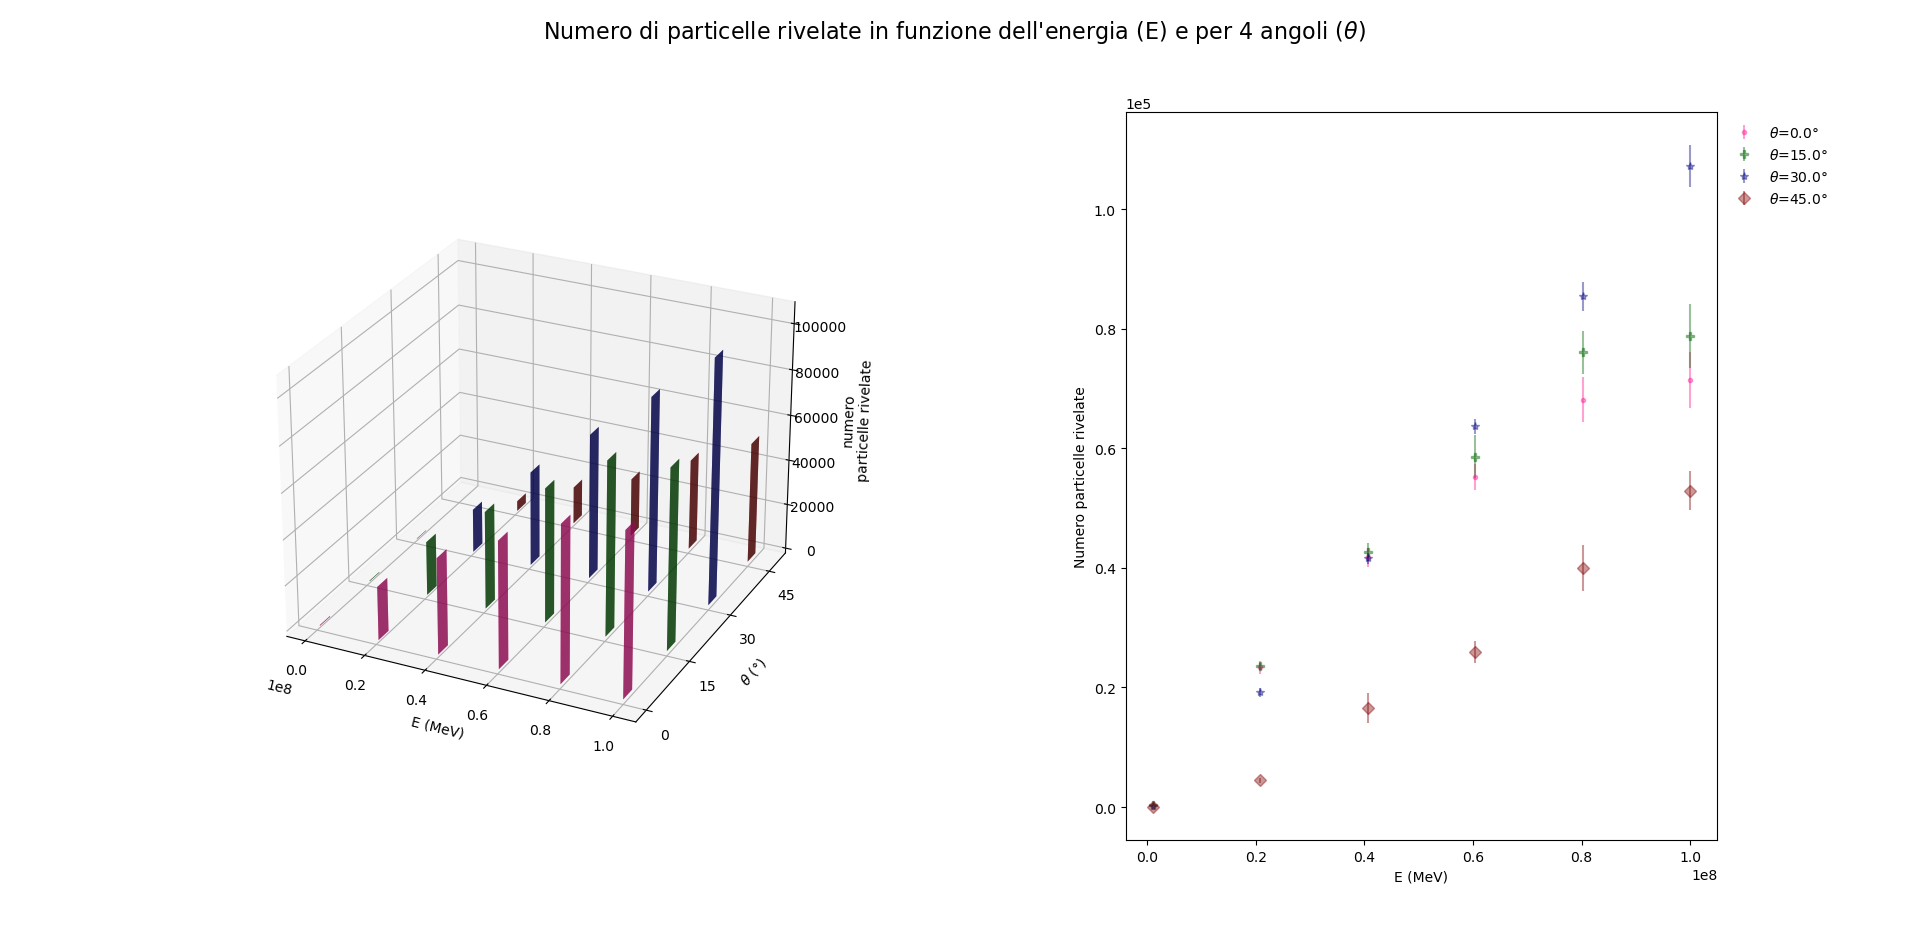 Numero di particelle rivelate in funzione dell'energia (E) e per 4 angoli (θ)
100000
80000
60000
40000
20000
0
numero
particelle rivelate
45
30
15
0
θ (°)
0.0
0.2
0.4
0.6
0.8
1.0
1e8
E (MeV)
1e5
1.0
0.8
0.6
0.4
0.2
0.0
Numero particelle rivelate
0.0
0.2
0.4
0.6
0.8
1.0
1e8
E (MeV)
θ=0.0°
θ=15.0°
θ=30.0°
θ=45.0°